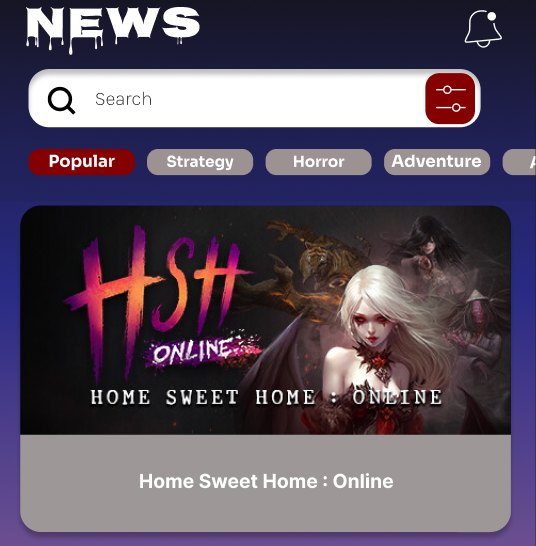 NEWS
Search
Popular Strategy Horror Adventure A
HSH
ONLINE
HOME SWEET HOME : ONLINE
Home Sweet Home : Online